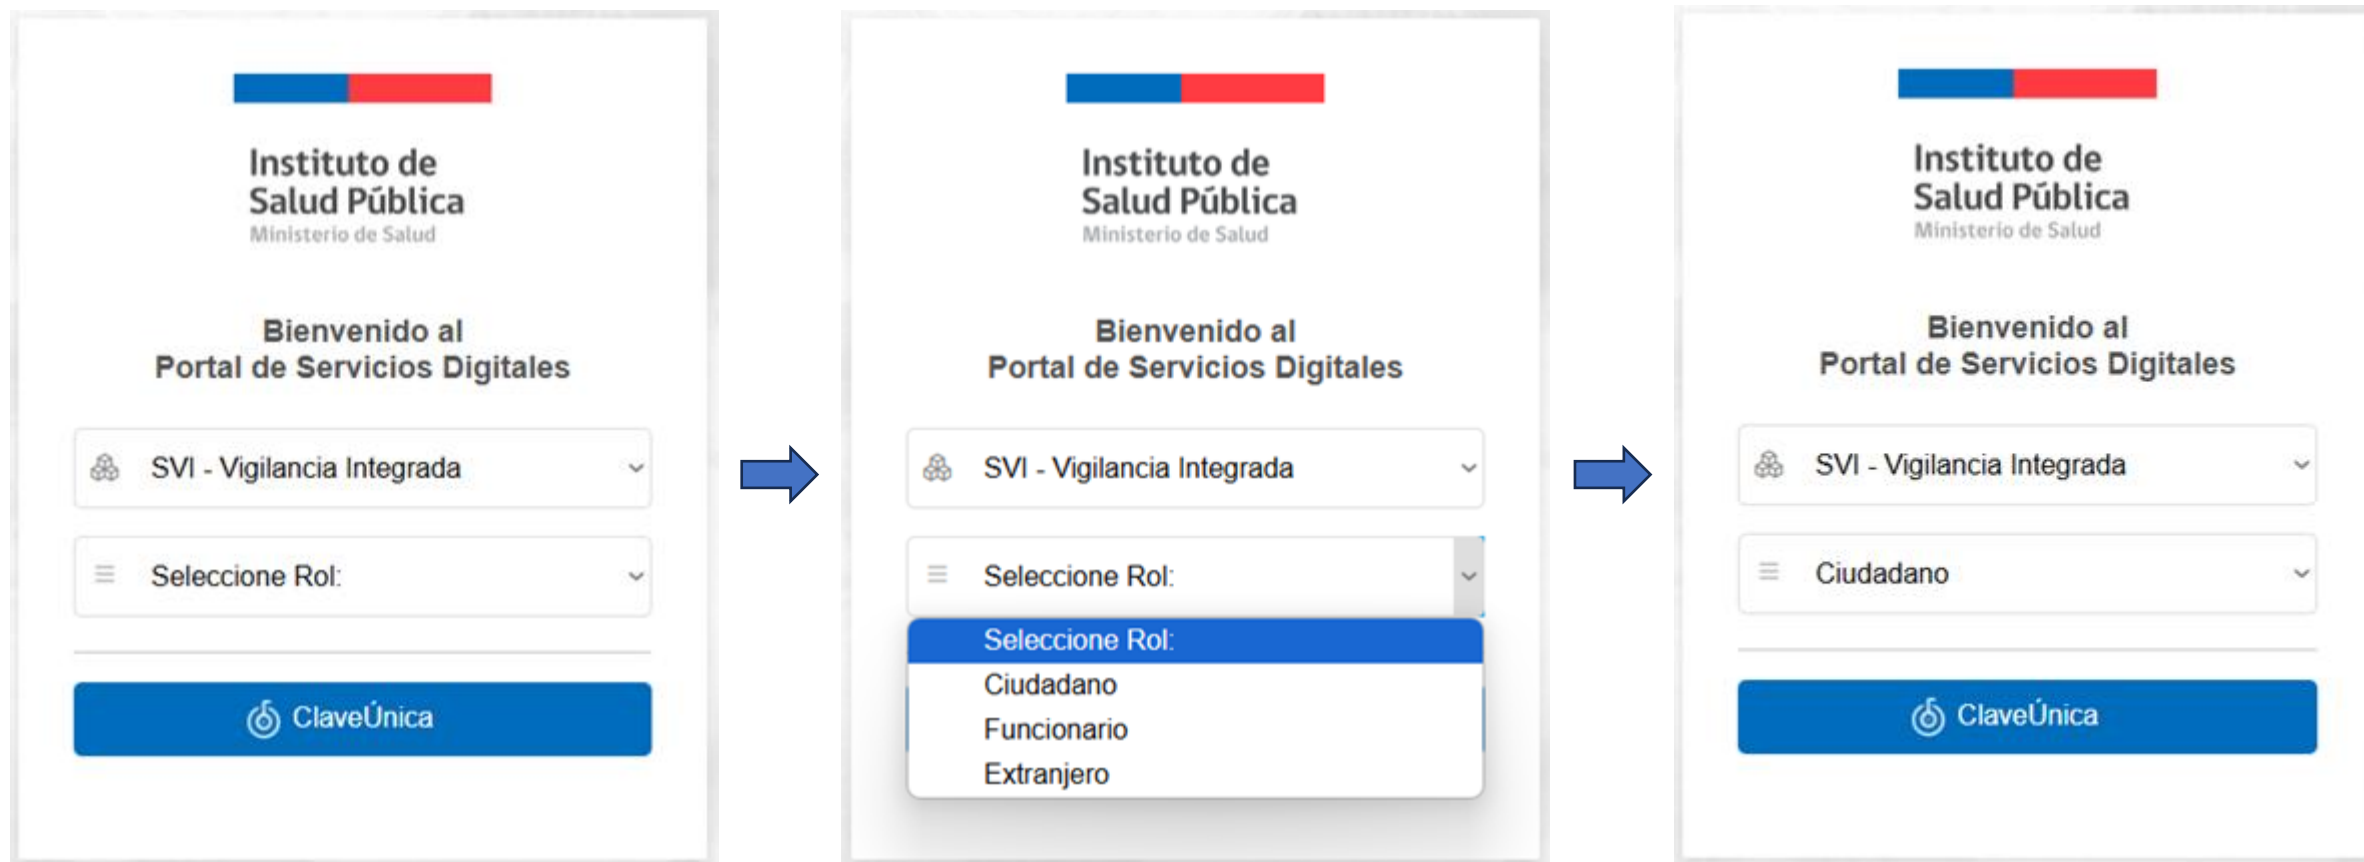 Instituto de
Salud Pública
Ministerio de Salud
Bienvenido al
Portal de Servicios Digitales
SVI - Vigilancia Integrada
Seleccione Rol:
ClaveÚnica
Instituto de
Salud Pública
Ministerio de Salud
Bienvenido al
Portal de Servicios Digitales
SVI - Vigilancia Integrada
Seleccione Rol:
Seleccione Rol:
Ciudadano
Funcionario
Extranjero
Instituto de
Salud Pública
Ministerio de Salud
Bienvenido al
Portal de Servicios Digitales
SVI - Vigilancia Integrada
Ciudadano
ClaveÚnica